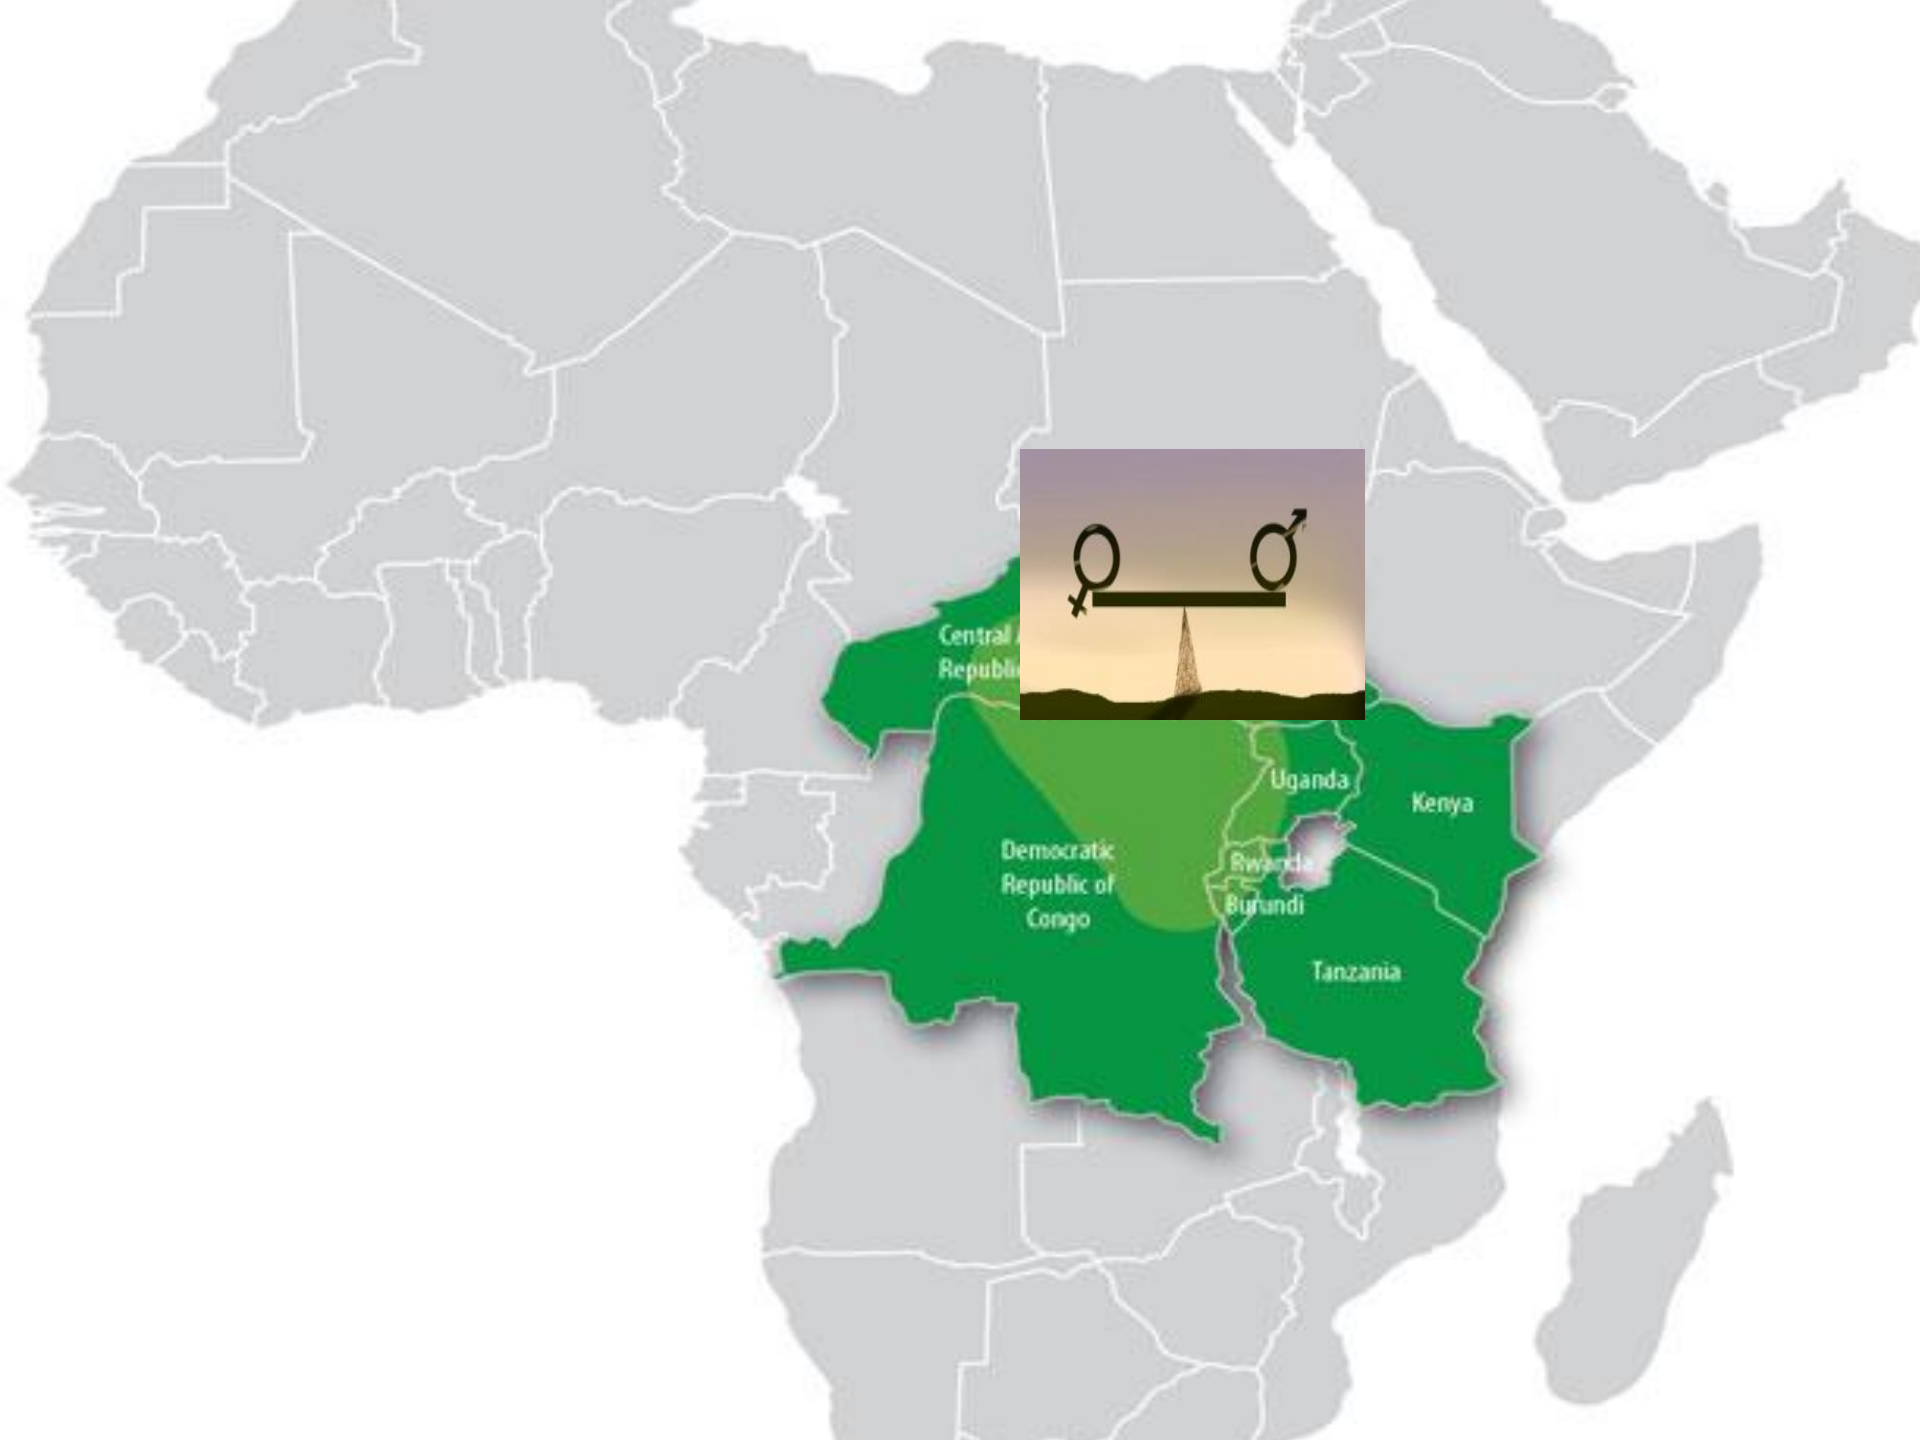 Central
Republic
Uganda
Kenya
Democratic
Republic of
Congo
Rwanda
Burundi
Tanzania